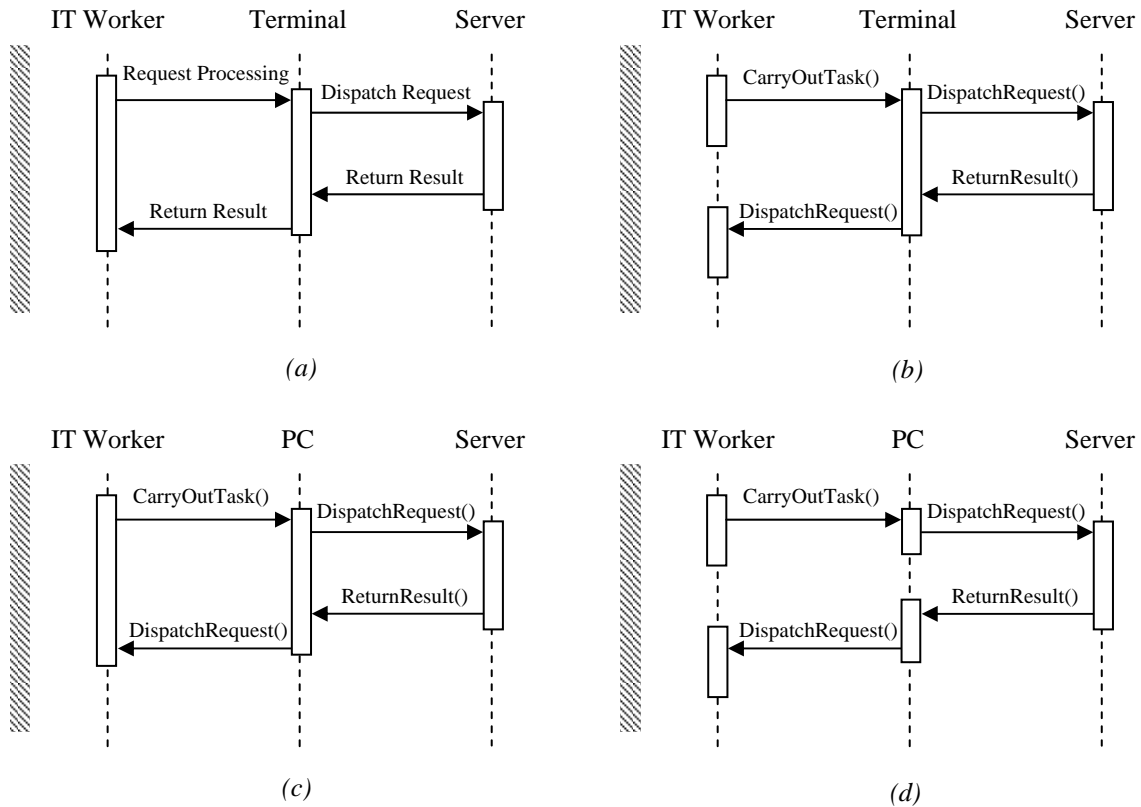 IT Worker Terminal Server
Request Processing
Dispatch Request
Return Result
Return Result
(a)
IT Worker Terminal Server
CarryOutTask()
DispatchRequest()
ReturnResult()
DispatchRequest()
(b)
IT Worker PC Server
CarryOutTask()
DispatchRequest()
ReturnResult()
DispatchRequest()
(c)
IT Worker PC Server
CarryOutTask()
DispatchRequest()
ReturnResult()
DispatchRequest()
(d)